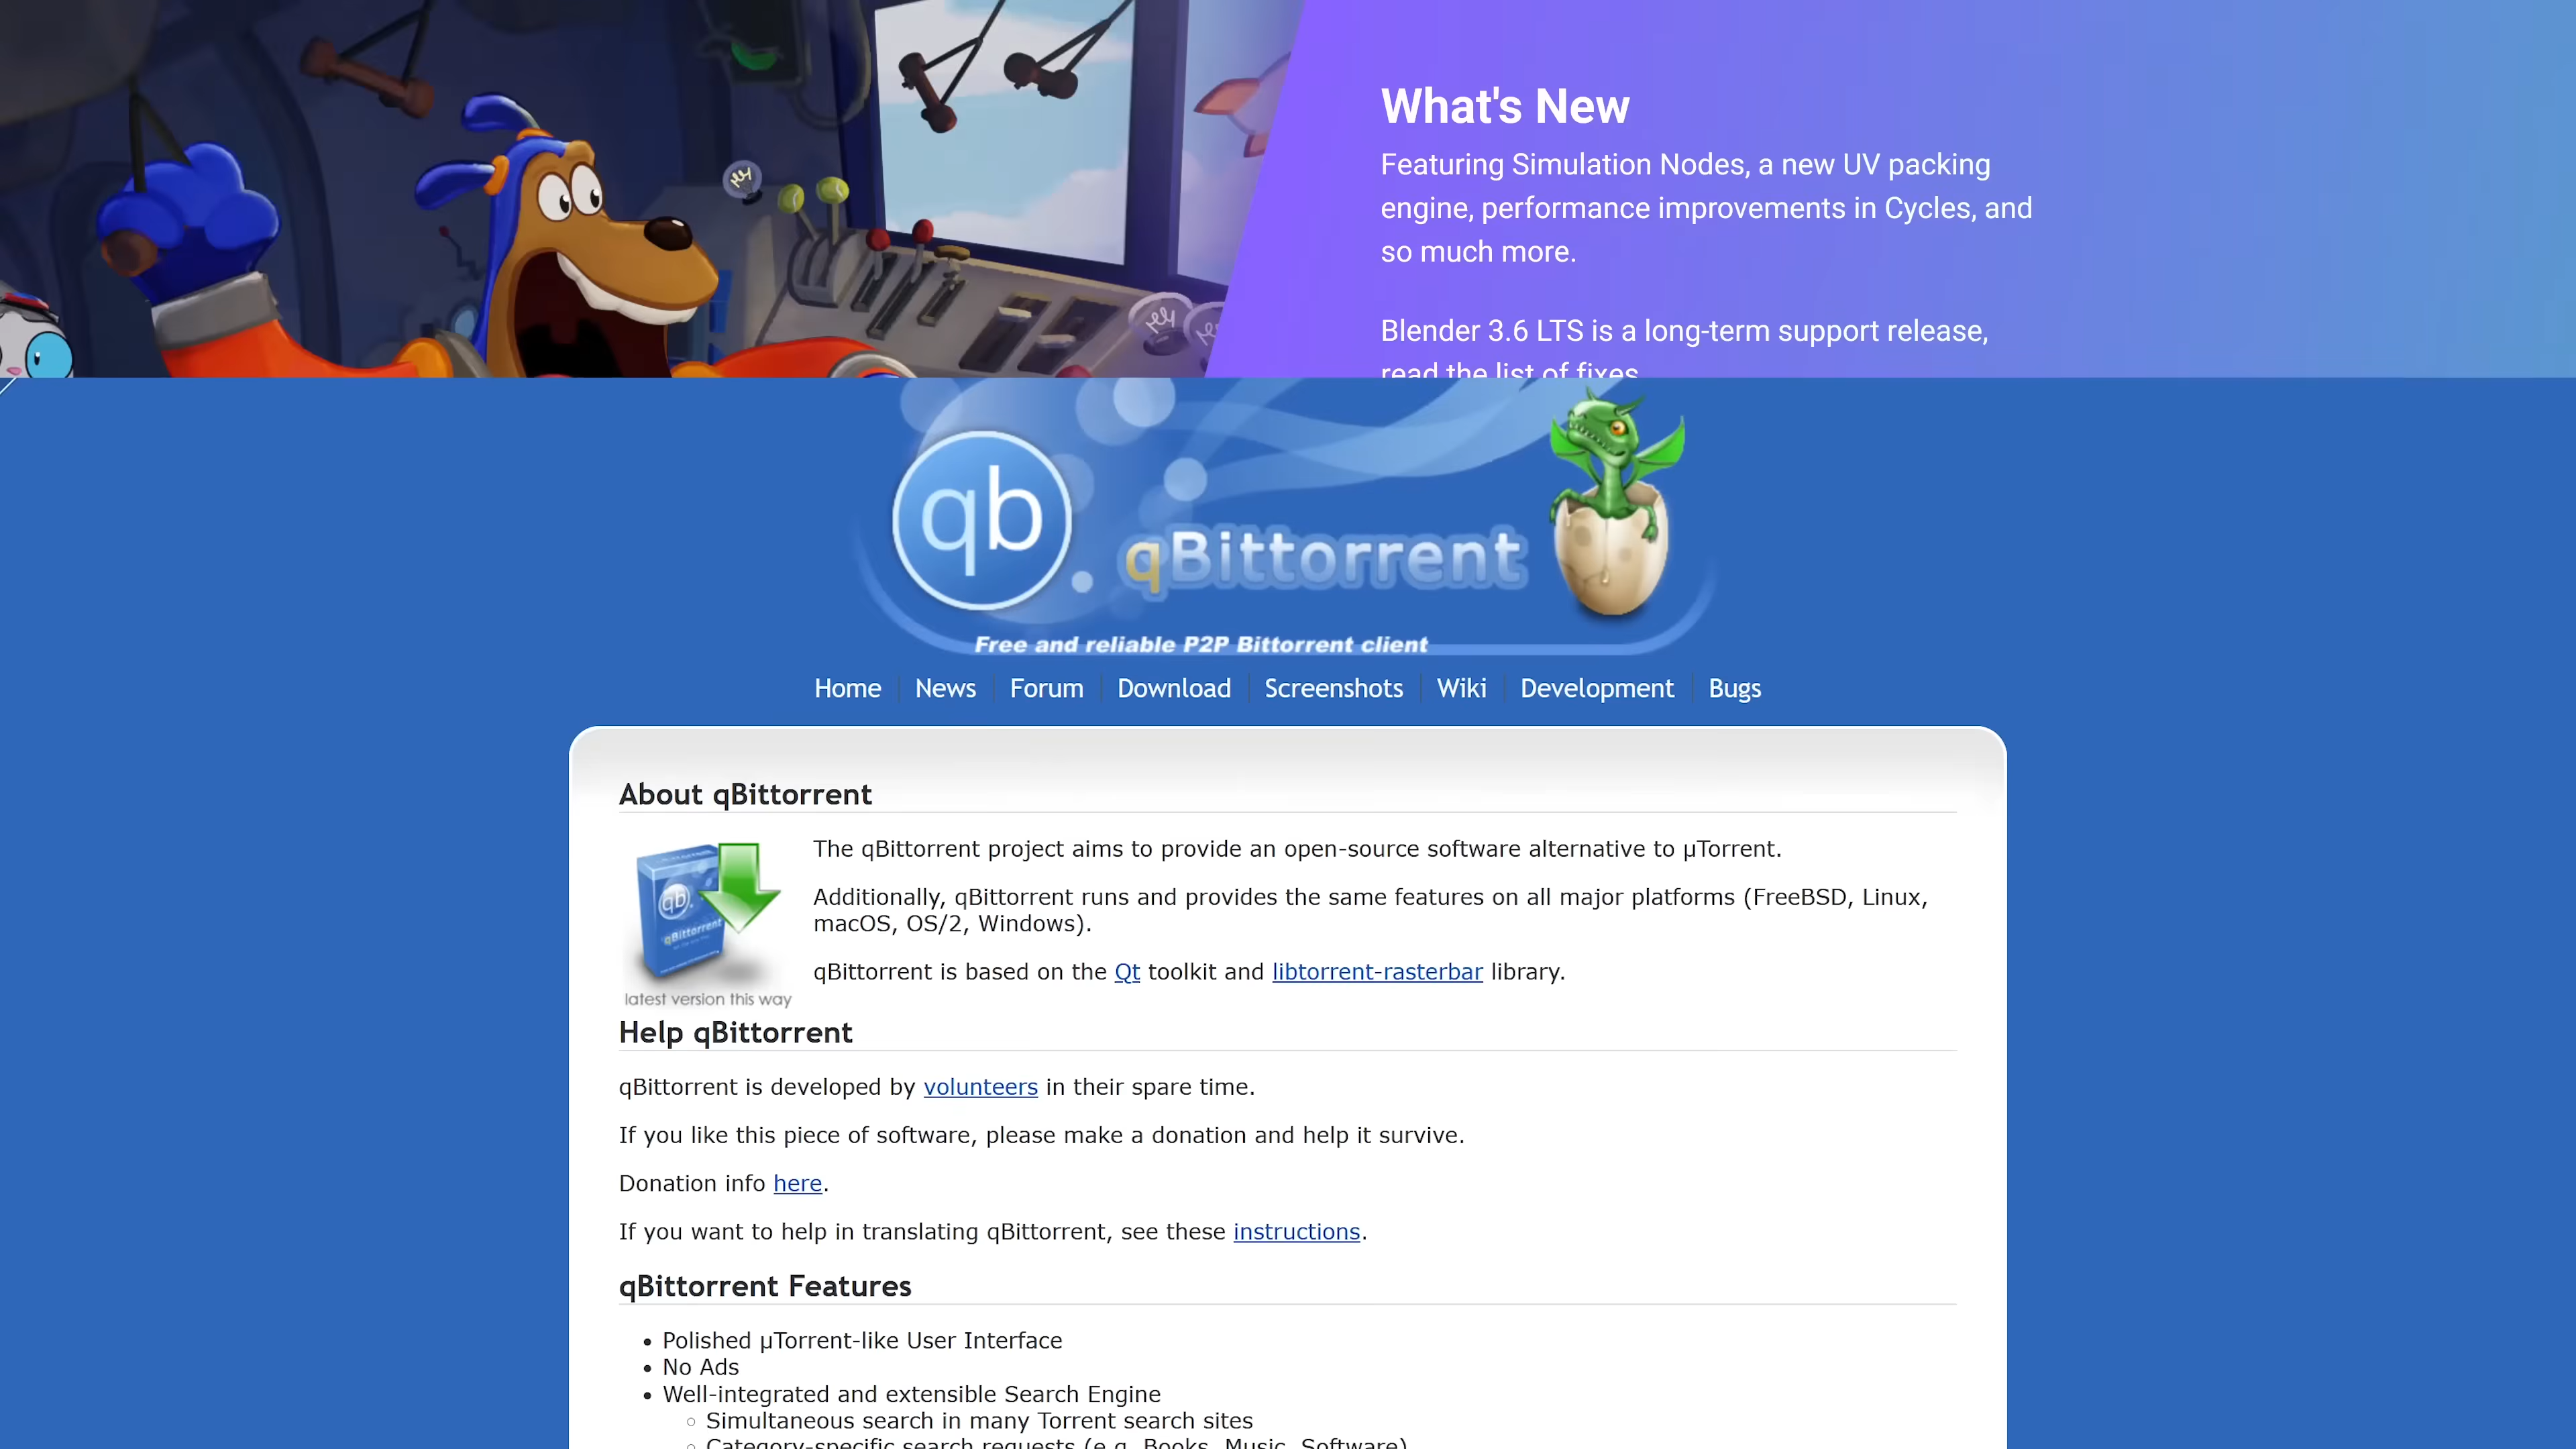 What's New
Featuring Simulation Nodes, a new UV packing
engine, performance improvements in Cycles, and
so much more.
Blender 3.6 LTS is a long-term support release,
read the list of fixes
qb
qBittorrent
Free and reliable P2P Bittorrent client
Home News Forum Download Screenshots Wiki Development Bugs
About qBittorrent
The qBittorrent project aims to provide an open-source software alternative to µTorrent.
Additionally, qBittorrent runs and provides the same features on all major platforms (FreeBSD, Linux,
macOS, OS/2, Windows).
qBittorrent is based on the Qt toolkit and libtorrent-rasterbar library.
qb
qBittorrent
latest version this way
Help qBittorrent
qBittorrent is developed by volunteers in their spare time.
If you like this piece of software, please make a donation and help it survive.
Donation info here.
If you want to help in translating qBittorrent, see these instructions.
qBittorrent Features
• Polished µTorrent-like User Interface
• No Ads
• Well-integrated and extensible Search Engine
◦ Simultaneous search in many Torrent search sites
◦ Category-specific search requests (e.g. Books, Music, Software)